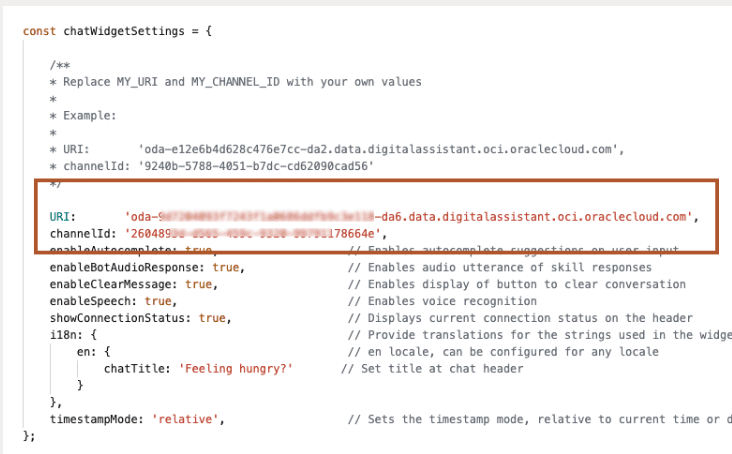 const chatWidgetSettings = {
/**
* Replace MY_URI and MY_CHANNEL_ID with your own values
*
* Example:
*
* URI: 'oda-e12e6b4d628c476e7cc-da2.data.digitalassistant.oci.oraclecloud.com',
* channelId: '9240b-5788-4051-b7dc-cd62090cad56'
*/
URI: 'oda-9 -da6.data.digitalassistant.oci.oraclecloud.com',
channelId: '260489 178664e',
enableAutocomplete: true, // Enables autocomplete suggestions on user input
enableBotAudioResponse: true, // Enables audio utterance of skill responses
enableClearMessage: true, // Enables display of button to clear conversation
enableSpeech: true, // Enables voice recognition
showConnectionStatus: true, // Displays current connection status on the header
i18n: { // Provide translations for the strings used in the widge
en: { // en locale, can be configured for any locale
chatTitle: 'Feeling hungry?' // Set title at chat header
}
},
timestampMode: 'relative', // Sets the timestamp mode, relative to current time or d
};